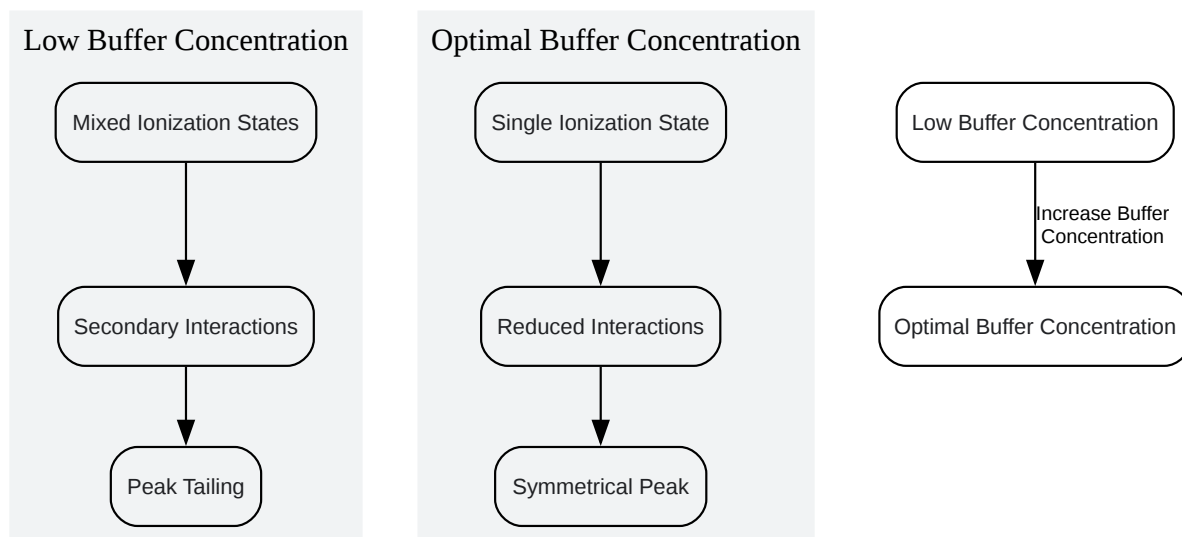 Low Buffer Concentration
Mixed Ionization States
Secondary Interactions
Peak Tailing
Optimal Buffer Concentration
Single Ionization State
Reduced Interactions
Symmetrical Peak
Low Buffer Concentration
Increase Buffer
Concentration
Optimal Buffer Concentration